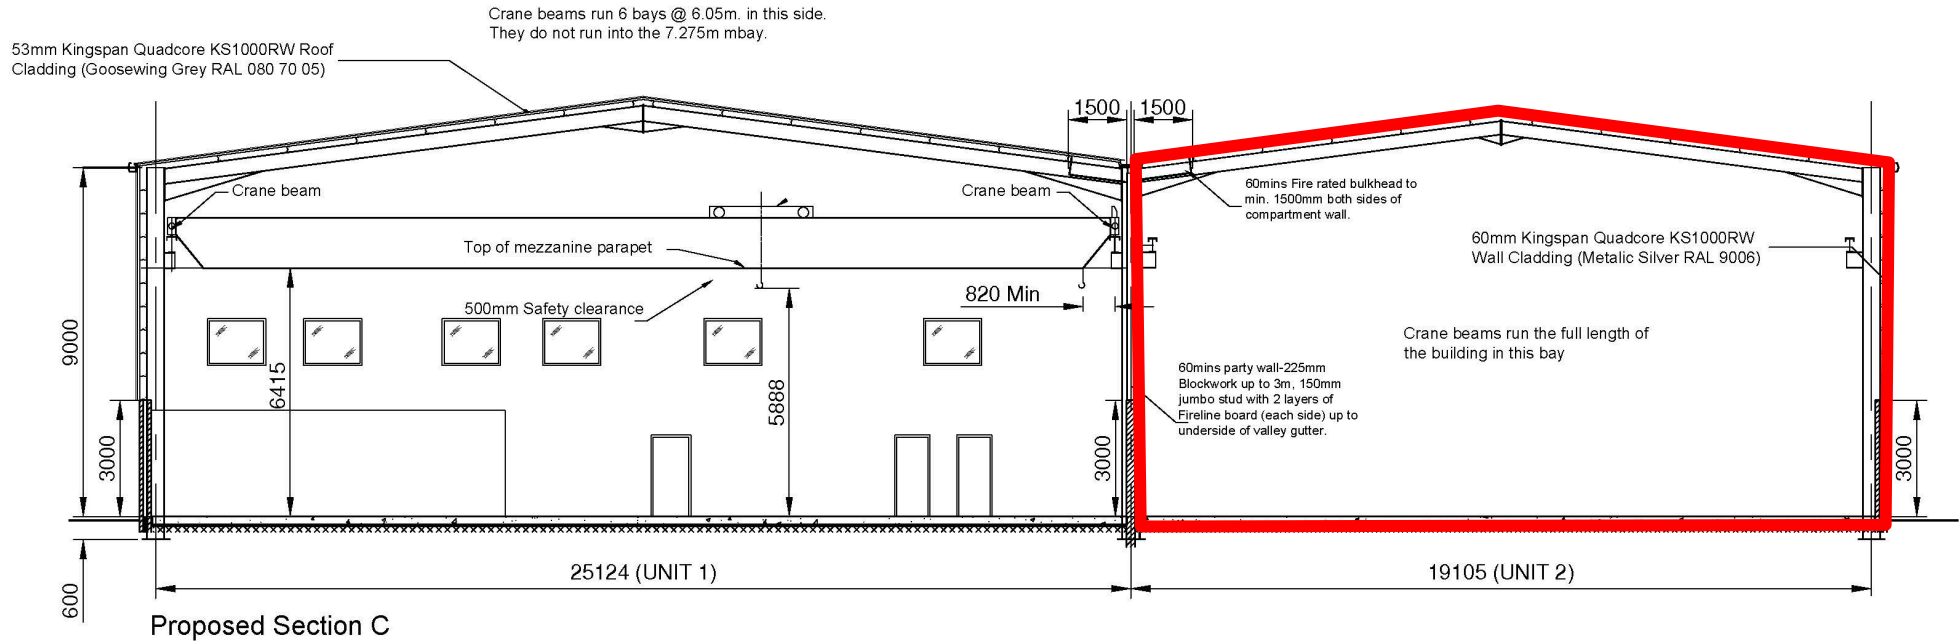 Crane beams run 6 bays @ 6.05m. in this side.
They do not run into the 7.275m mbay.
53mm Kingspan Quadcore KS1000RW Roof
Cladding (Goosewing Grey RAL 080 70 05)
1500
1500
Crane beam
Crane beam
60mins Fire rated bulkhead to
min. 1500mm both sides of
compartment wall.
Top of mezzanine parapet
60mm Kingspan Quadcore KS1000RW
Wall Cladding (Metalic Silver RAL 9006)
500mm Safety clearance
820 Min
9000
6415
5888
Crane beams run the full length of
the building in this bay
60mins party wall-225mm
Blockwork up to 3m, 150mm
jumbo stud with 2 layers of
Fireline board (each side) up to
underside of valley gutter.
3000
3000
3000
25124 (UNIT 1)
19105 (UNIT 2)
600
Proposed Section C